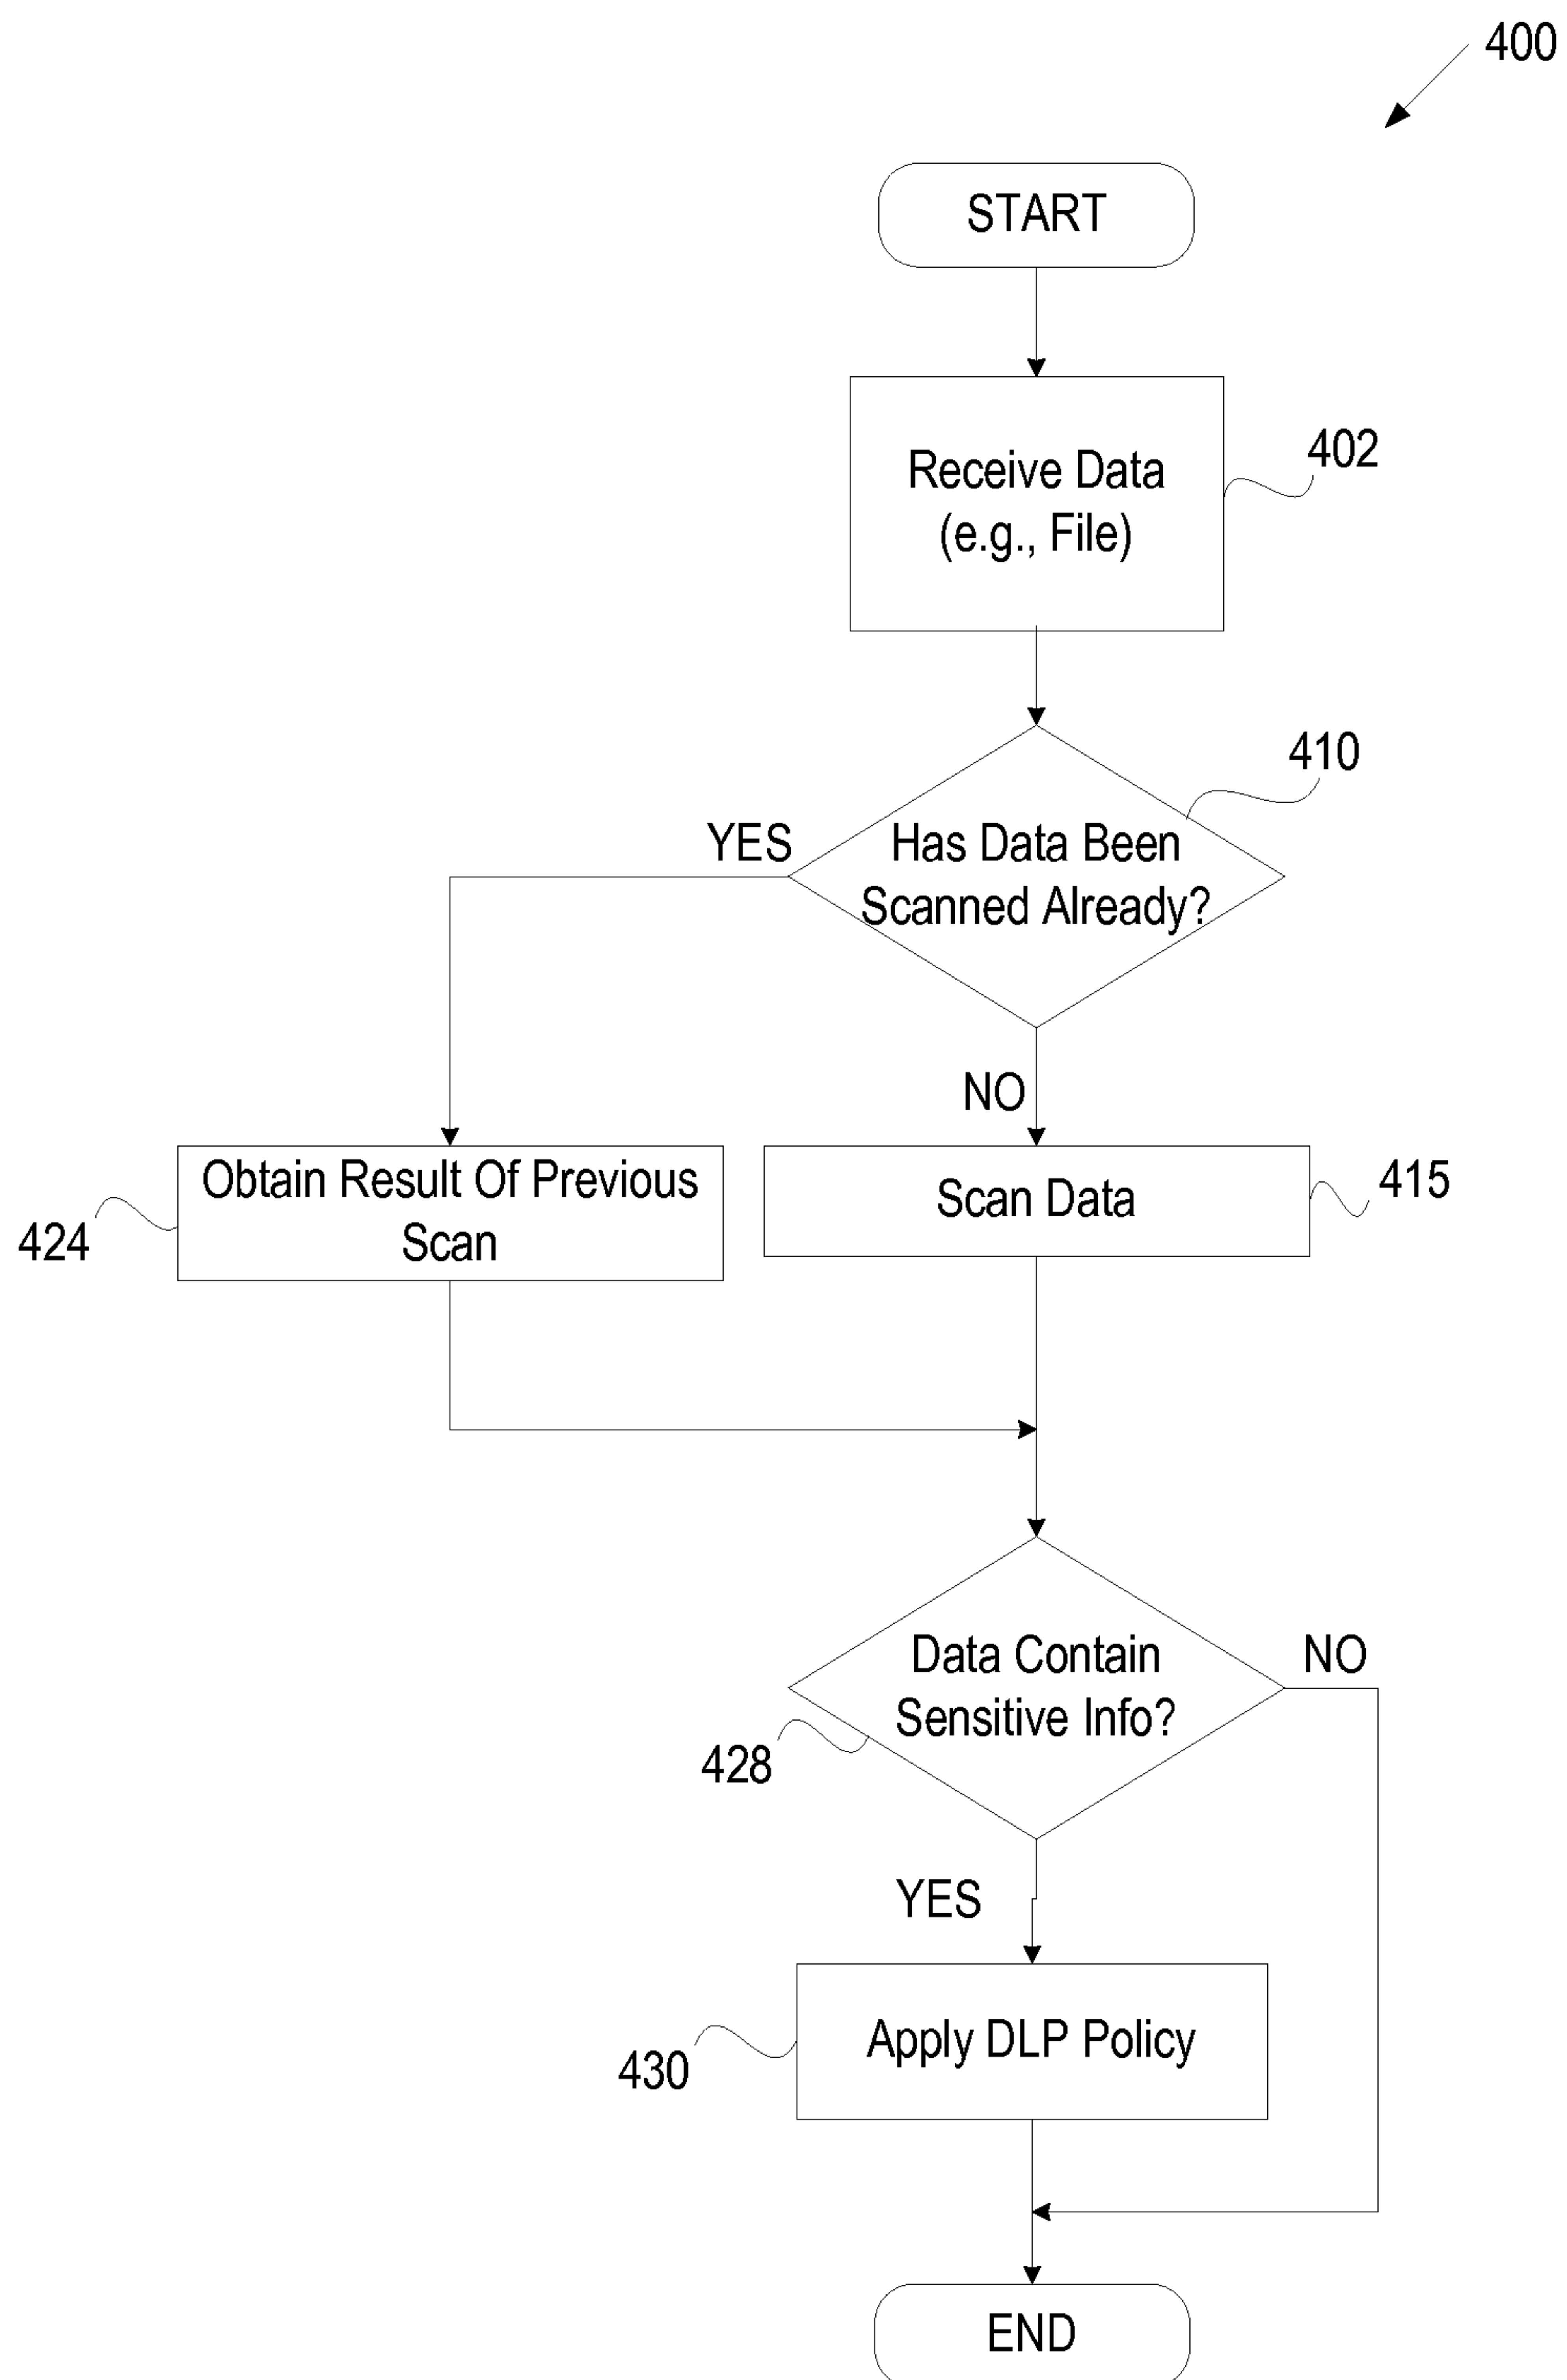 400
START
Receive Data
(e.g., File)
402
410
YES
Has Data Been
Scanned Already?
NO
Obtain Result Of Previous
Scan
424
Scan Data
415
Data Contain
Sensitive Info?
NO
428
YES
Apply DLP Policy
430
END